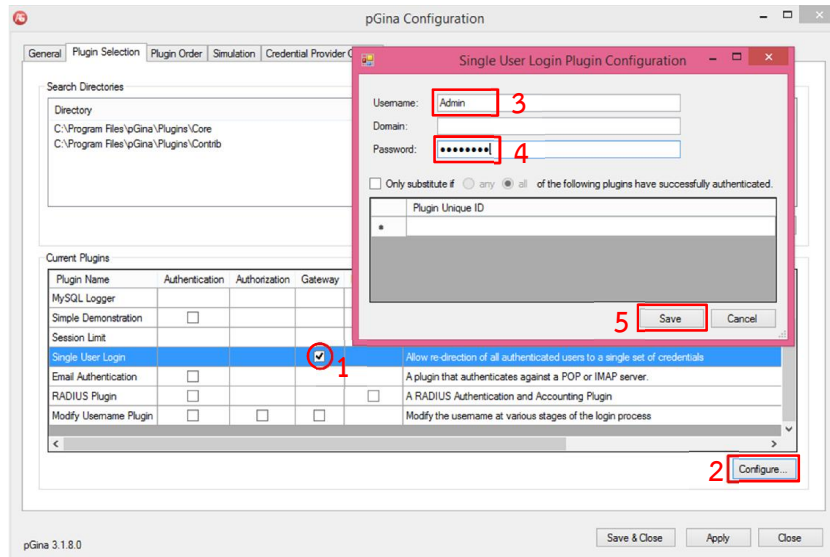 pGina Configuration
General Plugin Selection Plugin Order Simulation Credential Provider
Single User Login Plugin Configuration
Search Directories
Directory
C:\Program Files\pGina\Plugins\Core
C:\Program Files\pGina\Plugins\Contrib
Username: Admin 3
Domain:
Password: ●●●●●●●● 4
Only substitute if any all of the following plugins have successfully authenticated.
Plugin Unique ID
5 Save Cancel
Current Plugins
Plugin Name Authentication Authorization Gateway
MySQL Logger
Simple Demonstration
Session Limit
Single User Login 1 Allow re-direction of all authenticated users to a single set of credentials
Email Authentication A plugin that authenticates against a POP or IMAP server.
RADIUS Plugin A RADIUS Authentication and Accounting Plugin
Modify Username Plugin Modify the username at various stages of the login process
2 Configure...
pGina 3.1.8.0
Save & Close Apply Close